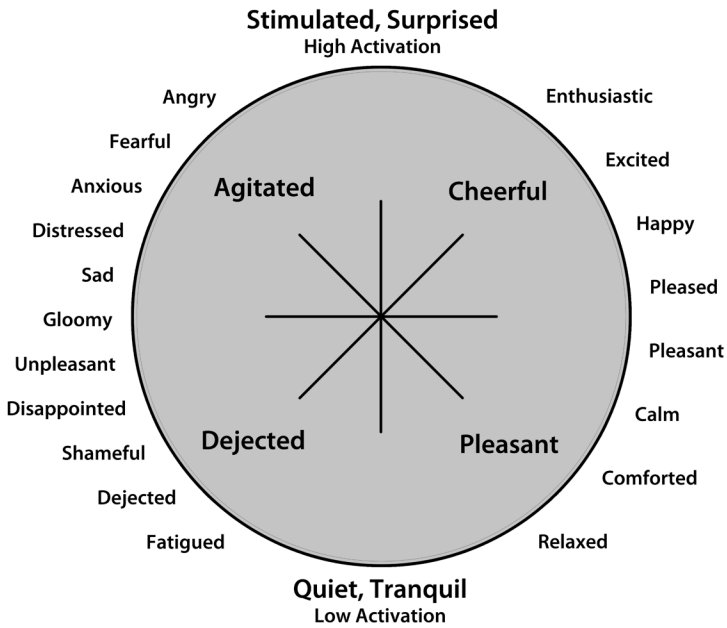 Stimulated, Surprised
High Activation
Angry
Enthusiastic
Fearful
Excited
Anxious
Agitated
Cheerful
Happy
Distressed
Sad
Pleased
Gloomy
Pleasant
Unpleasant
Disappointed
Calm
Dejected
Pleasant
Shameful
Comforted
Dejected
Fatigued
Relaxed
Quiet, Tranquil
Low Activation